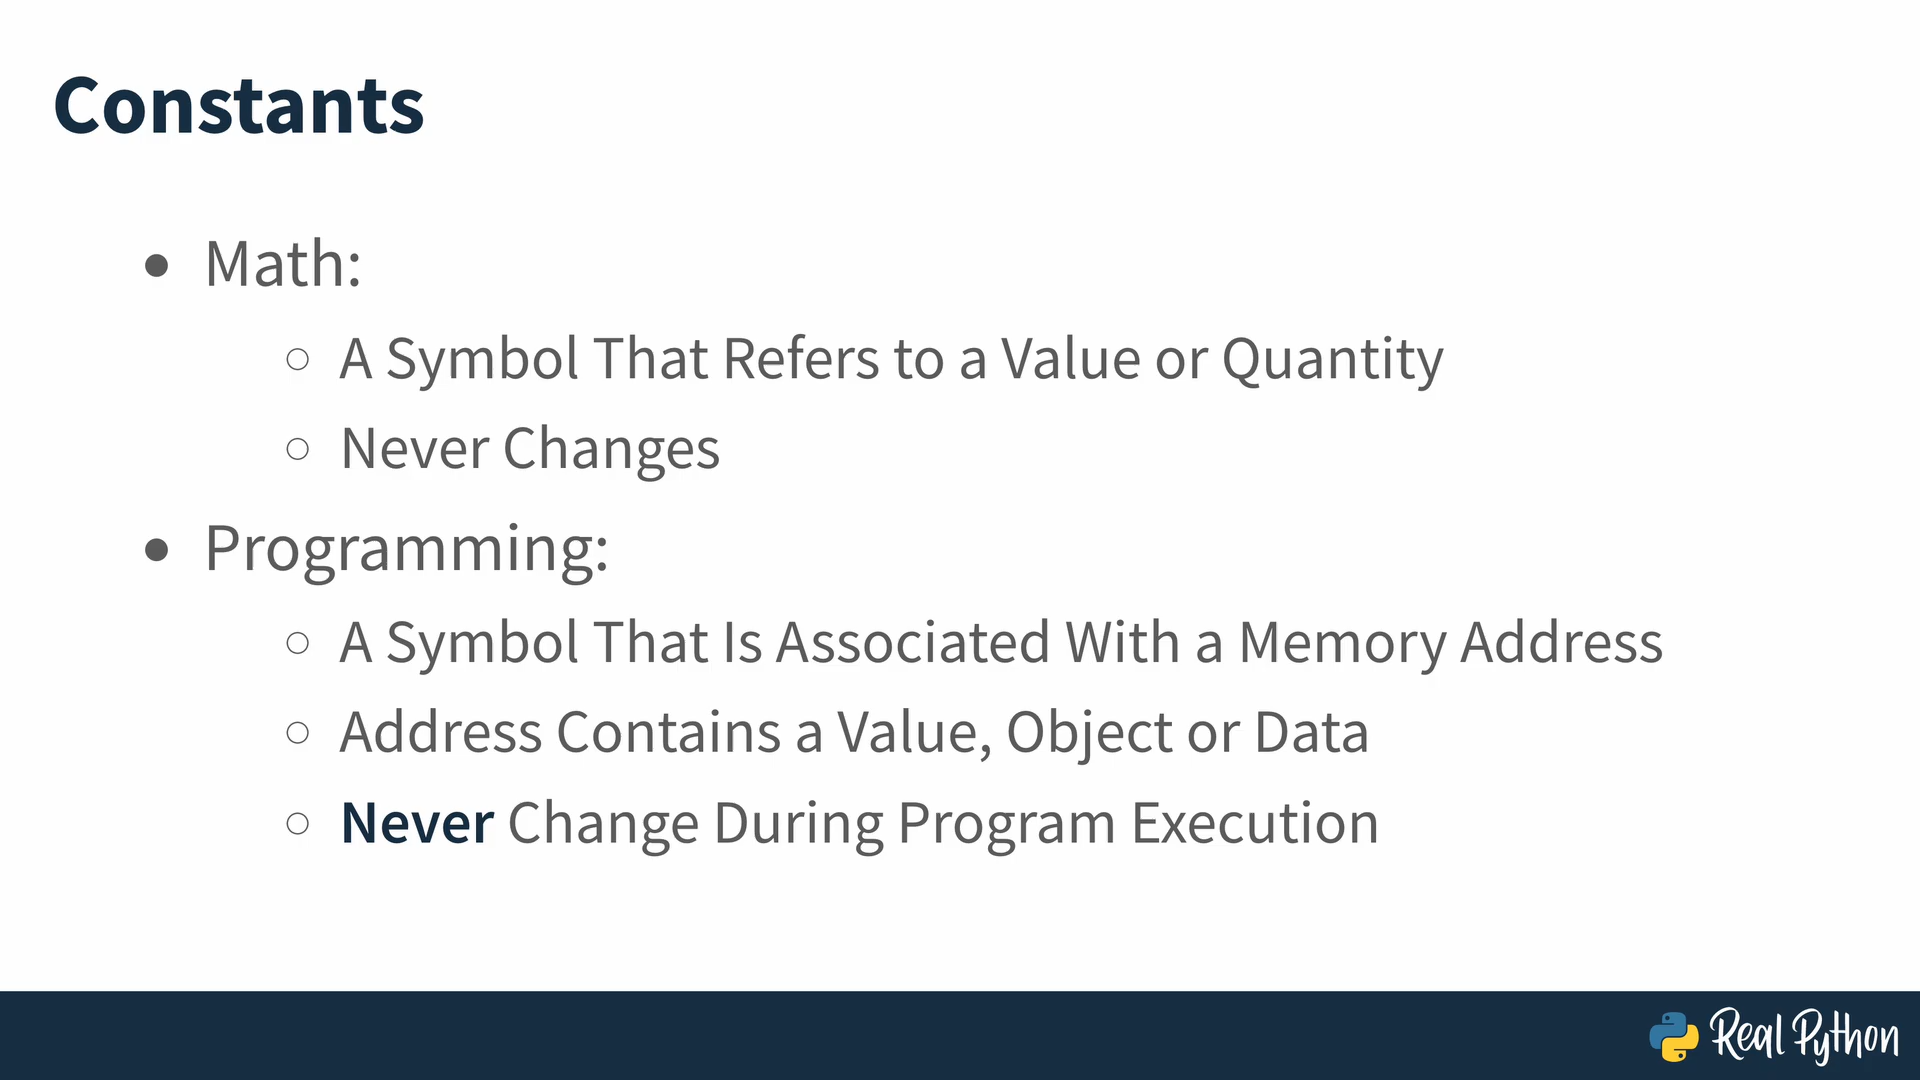 Constants
• Math:
○ A Symbol That Refers to a Value or Quantity
○ Never Changes
• Programming:
○ A Symbol That Is Associated With a Memory Address
○ Address Contains a Value, Object or Data
○ Never Change During Program Execution
Real Python